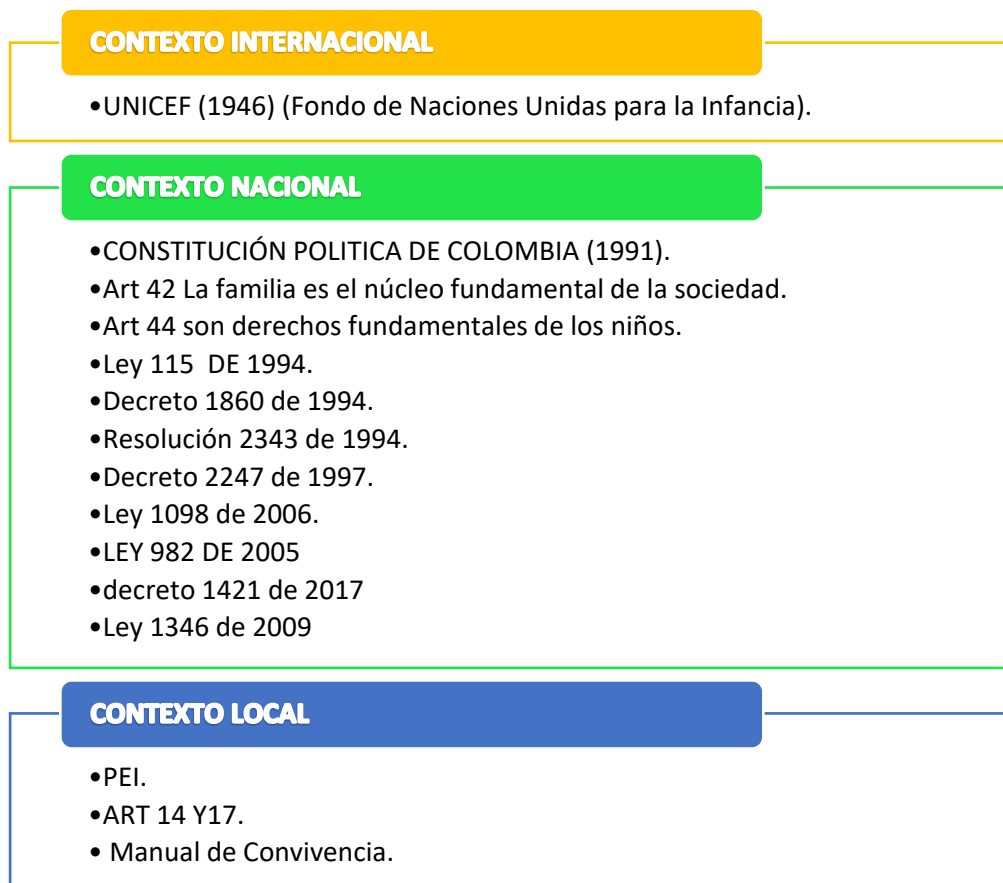 CONTEXTO INTERNACIONAL
•UNICEF (1946) (Fondo de Naciones Unidas para la Infancia).
CONTEXTO NACIONAL
•CONSTITUCIÓN POLITICA DE COLOMBIA (1991).
•Art 42 La familia es el núcleo fundamental de la sociedad.
•Art 44 son derechos fundamentales de los niños.
•Ley 115  DE 1994.
•Decreto 1860 de 1994.
•Resolución 2343 de 1994.
•Decreto 2247 de 1997.
•Ley 1098 de 2006.
•LEY 982 DE 2005
•decreto 1421 de 2017
•Ley 1346 de 2009
CONTEXTO LOCAL
•PEI.
•ART 14 Y17.
• Manual de Convivencia.